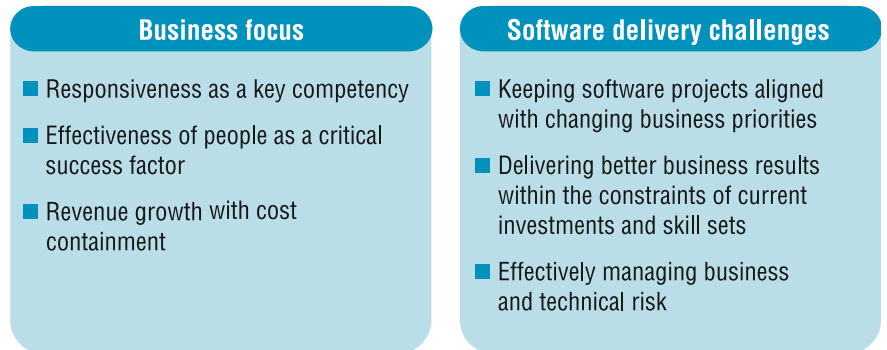 Business focus
Responsiveness as a key competency
Effectiveness of people as a critical
success factor
Revenue growth with cost
containment
Software delivery challenges
Keeping software projects aligned
with changing business priorities
Delivering better business results
within the constraints of current
investments and skill sets
Effectively managing business
and technical risk